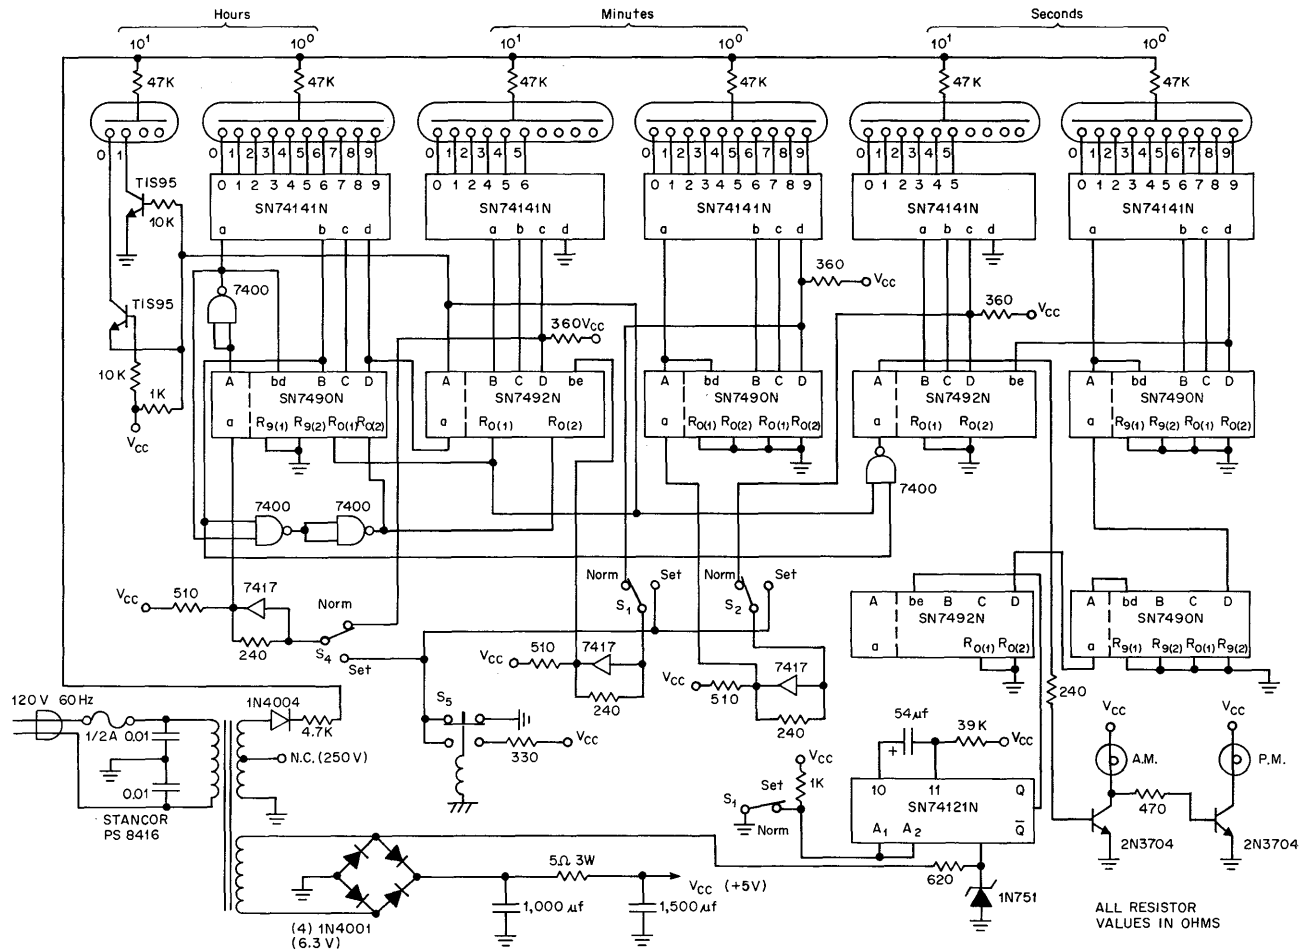 Hours
Minutes
Seconds
10¹ 10⁰ 10¹ 10⁰ 10¹ 10⁰
47K 47K 47K 47K 47K 47K
0 1
0 1 2 3 4 5 6 7 8 9
0 1 2 3 4 5
0 1 2 3 4 5 6 7 8 9
0 1 2 3 4 5
0 1 2 3 4 5 6 7 8 9
0 1 2 3 4 5 6 7 8 9
0 1 2 3 4 5 6
0 1 2 3 4 5 6 7 8 9
0 1 2 3 4 5
0 1 2 3 4 5 6 7 8 9
SN74141N SN74141N SN74141N SN74141N SN74141N
a b c d
a b c d
a b c d
a b c d
a b c d
TIS95
10K
TIS95
10K
1K
VCC
7400
360VCC
360
VCC
360
VCC
A bd B C D
SN7490N
a R9(1) R9(2) R0(1) R0(2)
A B C D be
SN7492N
a R0(1) R0(2)
A bd B C D
SN7490N
a R0(1) R0(2) R0(1) R0(2)
A B C D be
SN7492N
a R0(1) R0(2)
A bd B C D
SN7490N
a R9(1) R9(2) R0(1) R0(2)
7400 7400
7400
VCC 510 7417
240
Norm
S4
Set
Norm Set
S1
Norm Set
S2
VCC 510 7417
240
VCC 510 7417
240
A be B C D
SN7492N
a R0(1) R0(2)
A bd B C D
SN7490N
a R9(1) R9(2) R0(1) R0(2)
240
120 V 60 Hz
1/2A 0.01
0.01
STANCOR
PS 8416
1N4004
4.7K
N.C. (250 V)
S5
330
VCC
54 µf
+
39K
VCC
VCC
1K
S1
Set
Norm
10 11 Q
SN74121N
A1 A2 Q̅
620
1N751
VCC
A.M.
470
2N3704
VCC
P.M.
2N3704
(4) 1N4001
(6.3 V)
5Ω 3W
VCC (+5V)
1,000 µf
1,500 µf
ALL RESISTOR
VALUES IN OHMS